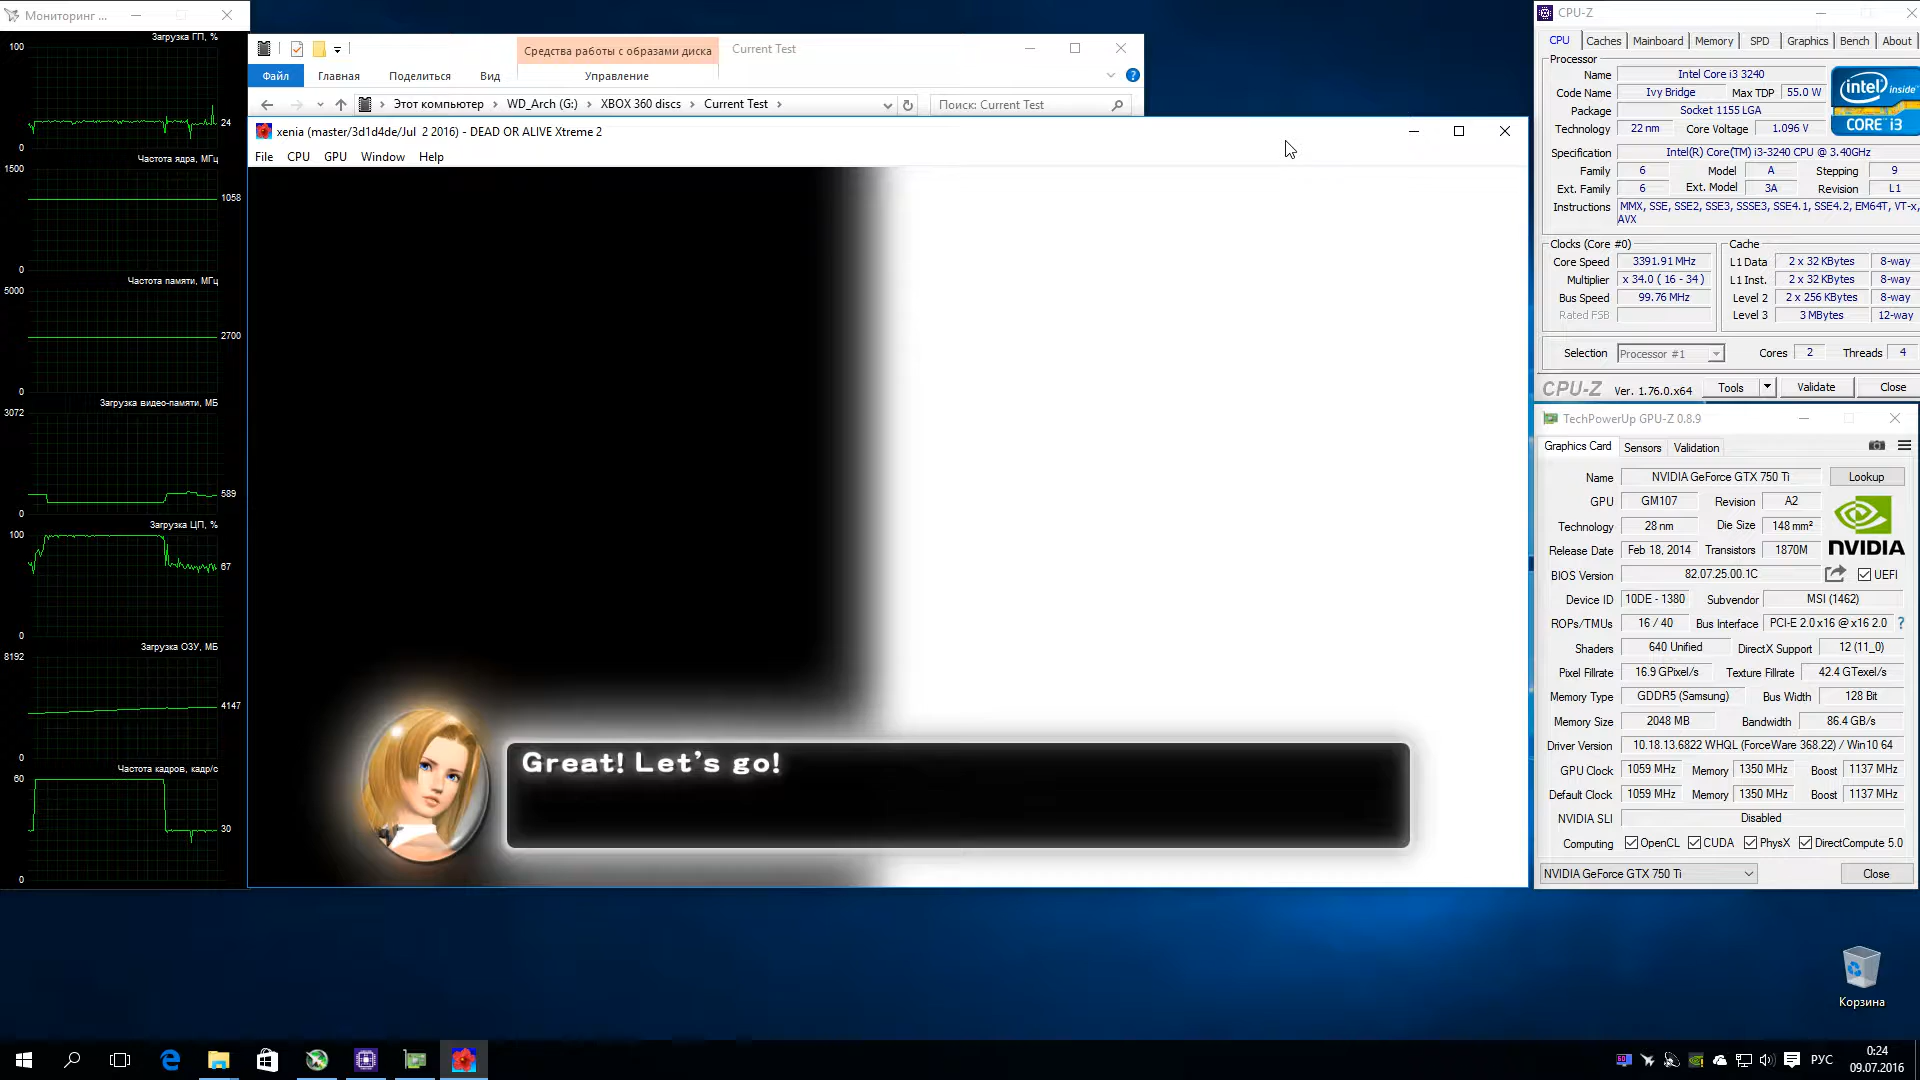 Мониторинг ...
Загрузка ГП, %
100
24
0
Частота ядра, МГц
1500
1058
0
Частота памяти, МГц
5000
2700
0
Загрузка видео-памяти, МБ
3072
589
0
Загрузка ЦП, %
100
67
0
Загрузка ОЗУ, МБ
8192
4147
0
Частота кадров, кадр/с
60
30
0
Средства работы с образами диска
Current Test
Файл
Главная
Поделиться
Вид
Управление
Этот компьютер > WD_Arch (G:) > XBOX 360 discs > Current Test >
Поиск: Current Test
xenia (master/3d1d4de/Jul 2 2016) - DEAD OR ALIVE Xtreme 2
File CPU GPU Window Help
Great! Let's go!
CPU-Z
CPU Caches Mainboard Memory SPD Graphics Bench About
Processor
Name Intel Core i3 3240
Code Name Ivy Bridge Max TDP 55.0 W
Package Socket 1155 LGA
Technology 22 nm Core Voltage 1.096 V
intel inside™
CORE i3
Specification Intel(R) Core(TM) i3-3240 CPU @ 3.40GHz
Family 6 Model A Stepping 9
Ext. Family 6 Ext. Model 3A Revision L1
Instructions MMX, SSE, SSE2, SSE3, SSSE3, SSE4.1, SSE4.2, EM64T, VT-x,
AVX
Clocks (Core #0)
Core Speed 3391.91 MHz
Multiplier x 34.0 ( 16 - 34 )
Bus Speed 99.76 MHz
Rated FSB
Cache
L1 Data 2 x 32 KBytes 8-way
L1 Inst. 2 x 32 KBytes 8-way
Level 2 2 x 256 KBytes 8-way
Level 3 3 MBytes 12-way
Selection Processor #1 Cores 2 Threads 4
CPU-Z Ver. 1.76.0.x64 Tools Validate Close
TechPowerUp GPU-Z 0.8.9
Graphics Card Sensors Validation
Name NVIDIA GeForce GTX 750 Ti Lookup
GPU GM107 Revision A2
Technology 28 nm Die Size 148 mm²
Release Date Feb 18, 2014 Transistors 1870M
NVIDIA
BIOS Version 82.07.25.00.1C UEFI
Device ID 10DE - 1380 Subvendor MSI (1462)
ROPs/TMUs 16 / 40 Bus Interface PCI-E 2.0 x16 @ x16 2.0 ?
Shaders 640 Unified DirectX Support 12 (11_0)
Pixel Fillrate 16.9 GPixel/s Texture Fillrate 42.4 GTexel/s
Memory Type GDDR5 (Samsung) Bus Width 128 Bit
Memory Size 2048 MB Bandwidth 86.4 GB/s
Driver Version 10.18.13.6822 WHQL (ForceWare 368.22) / Win10 64
GPU Clock 1059 MHz Memory 1350 MHz Boost 1137 MHz
Default Clock 1059 MHz Memory 1350 MHz Boost 1137 MHz
NVIDIA SLI Disabled
Computing OpenCL CUDA PhysX DirectCompute 5.0
NVIDIA GeForce GTX 750 Ti Close
Корзина
РУС
0:24
09.07.2016